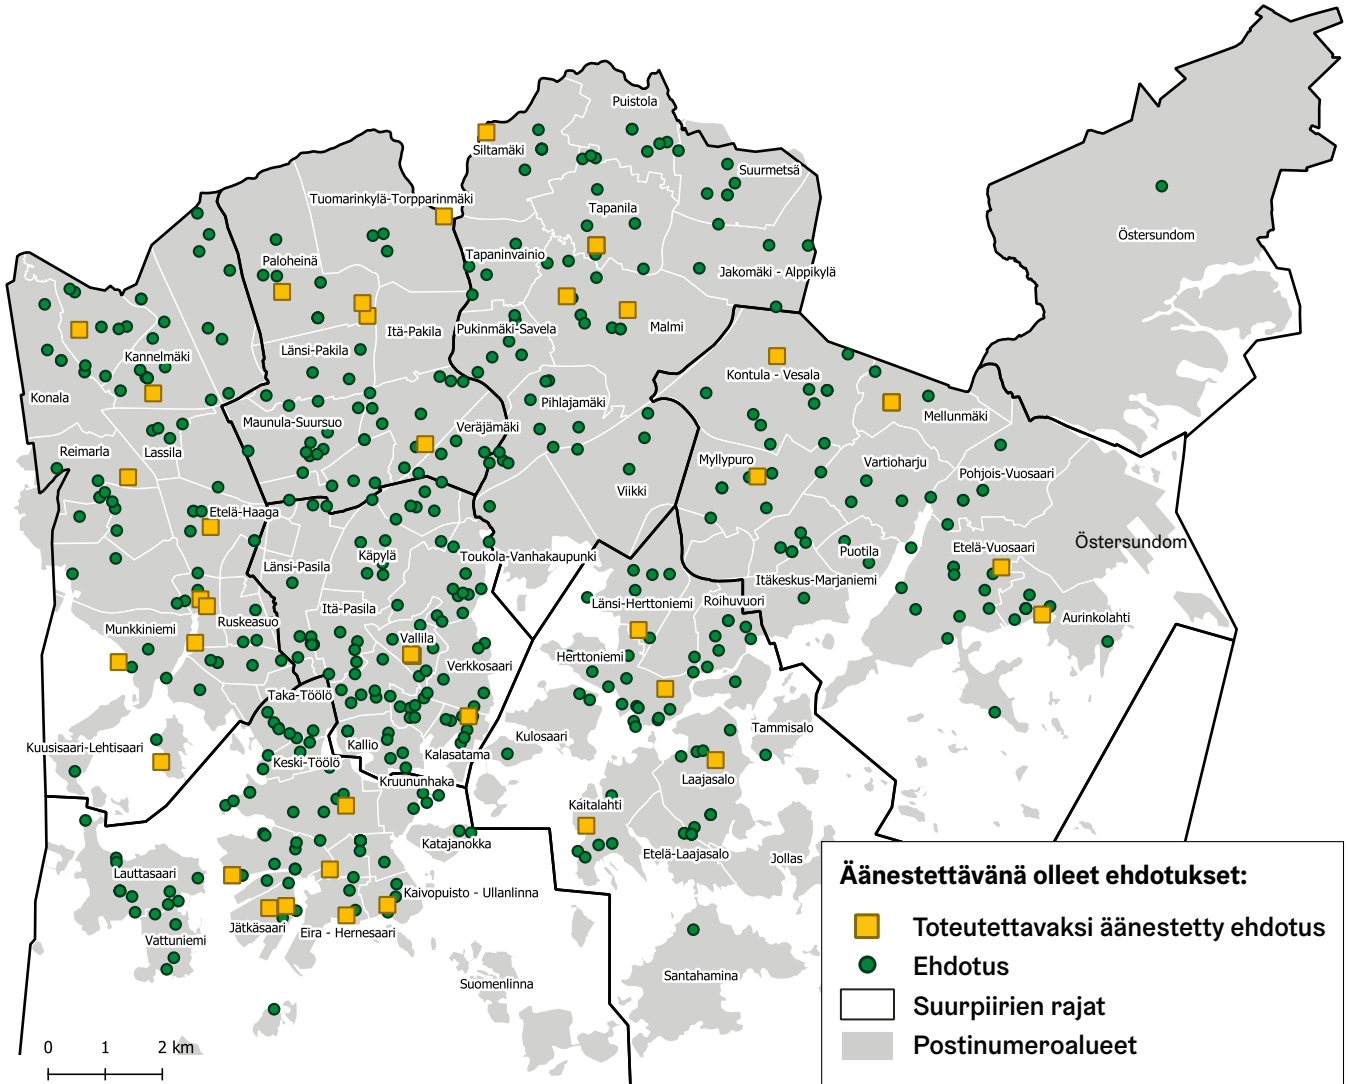 Puistola
Siltamäki
Suurmetsä
Tuomarinkylä-Torpparinmäki
Tapanila
Östersundom
Tapaninvainio
Paloheinä
Jakomäki - Alppikylä
Itä-Pakila
Pukinmäki-Savela
Malmi
Länsi-Pakila
Kannelmäki
Kontula - Vesala
Konala
Pihlajamäki
Mellunmäki
Maunula-Suursuo
Veräjämäki
Reimarla
Lassila
Myllypuro
Vartioharju
Pohjois-Vuosaari
Viikki
Etelä-Haaga
Östersundom
Käpylä
Toukola-Vanhakaupunki
Puotila
Etelä-Vuosaari
Länsi-Pasila
Itäkeskus-Marjaniemi
Länsi-Herttoniemi
Roihuvuori
Itä-Pasila
Ruskeasuo
Aurinkolahti
Munkkiniemi
Vallila
Herttoniemi
Verkkosaari
Taka-Töölö
Tammisalo
Kulosaari
Kuusisaari-Lehtisaari
Kallio
Kalasatama
Keski-Töölö
Laajasalo
Kruununhaka
Kaitalahti
Katajanokka
Etelä-Laajasalo
Jollas
Lauttasaari
Kaivopuisto - Ullanlinna
Jätkäsaari
Eira - Hernesaari
Vattuniemi
Santahamina
Suomenlinna
0 1 2 km
Äänestettävänä olleet ehdotukset:
Toteutettavaksi äänestetty ehdotus
Ehdotus
Suurpiirien rajat
Postinumeroalueet